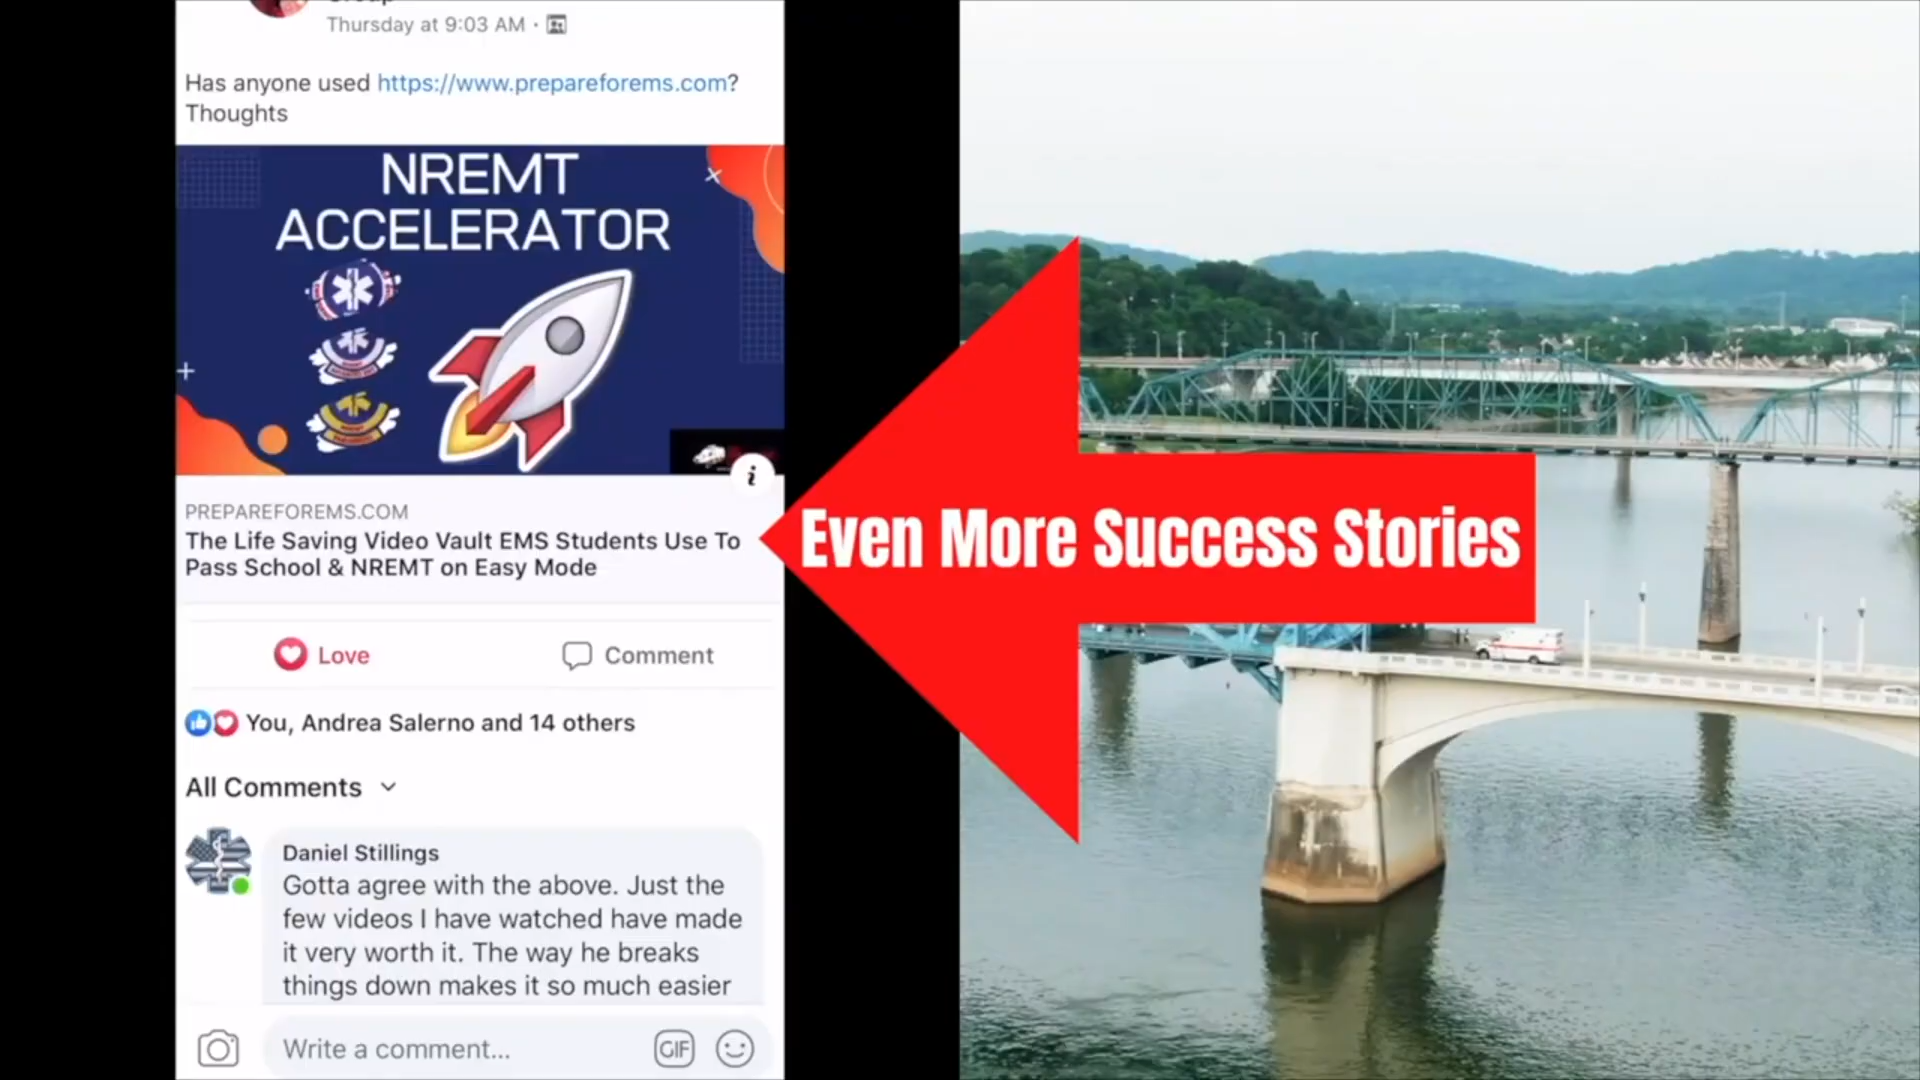 Thursday at 9:03 AM ·
Has anyone used https://www.prepareforems.com?
Thoughts
NREMT
ACCELERATOR
PREPAREFOREMS.COM
The Life Saving Video Vault EMS Students Use To
Pass School & NREMT on Easy Mode
Love
Comment
You, Andrea Salerno and 14 others
All Comments
Daniel Stillings
Gotta agree with the above. Just the
few videos I have watched have made
it very worth it. The way he breaks
things down makes it so much easier
Write a comment...
GIF
Even More Success Stories